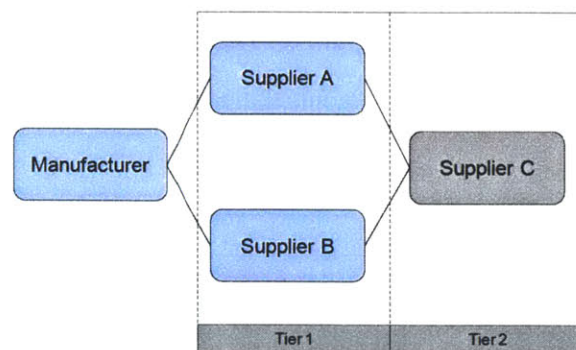 Supplier A
Manufacturer
Supplier C
Supplier B
Tier 1
Tier 2